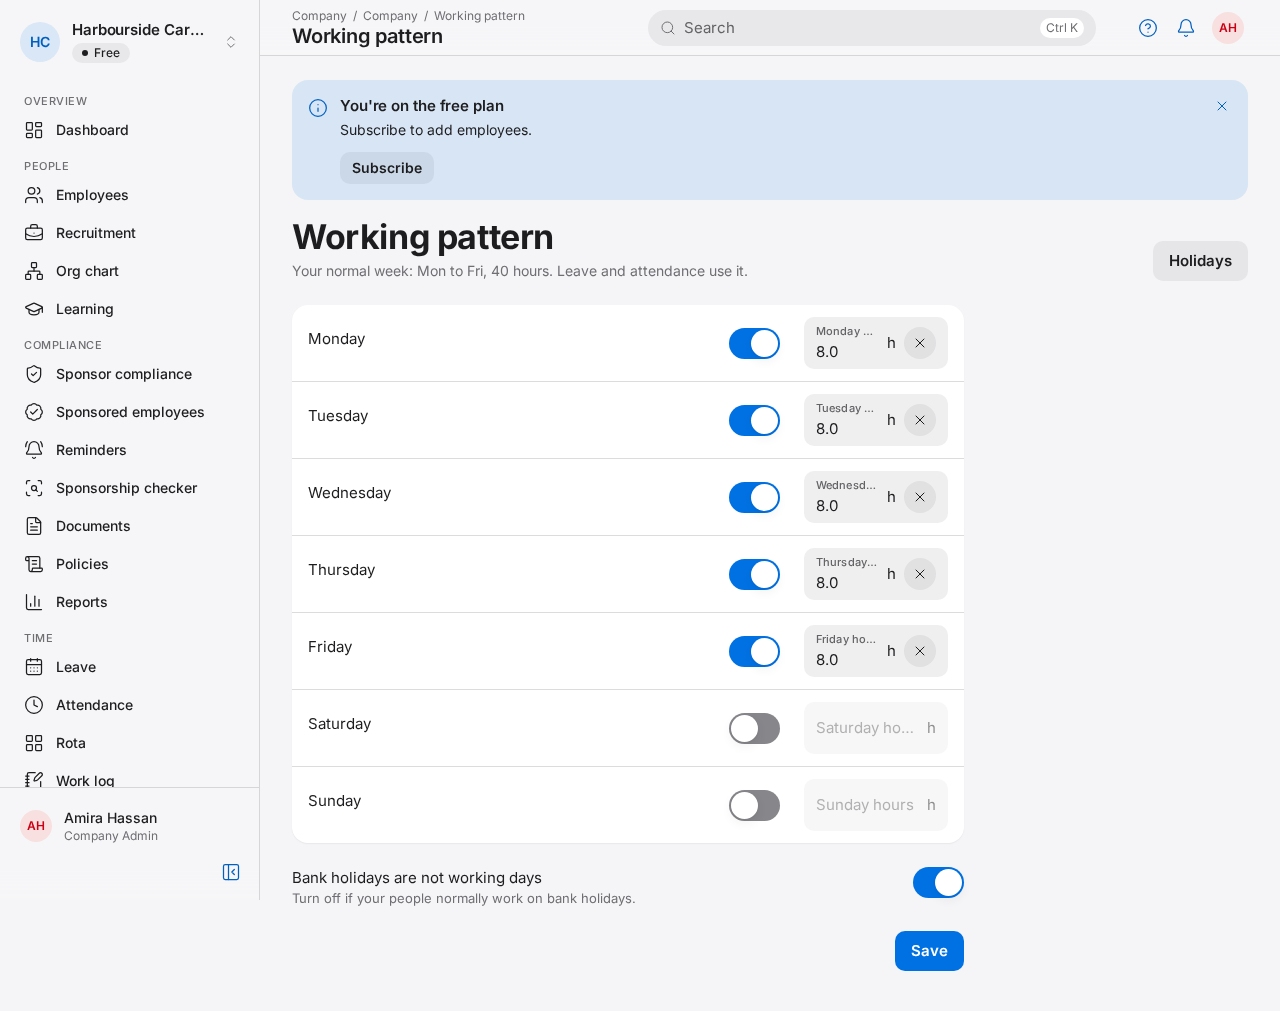 HC
Harbourside Car...
Free
OVERVIEW
Dashboard
PEOPLE
Employees
Recruitment
Org chart
Learning
COMPLIANCE
Sponsor compliance
Sponsored employees
Reminders
Sponsorship checker
Documents
Policies
Reports
TIME
Leave
Attendance
Rota
Work log
AH
Amira Hassan
Company Admin
Company / Company / Working pattern
Working pattern
Search
Ctrl K
AH
You're on the free plan
Subscribe to add employees.
Subscribe
Working pattern
Your normal week: Mon to Fri, 40 hours. Leave and attendance use it.
Holidays
Monday
Monday ...
8.0
h
Tuesday
Tuesday ...
8.0
h
Wednesday
Wednesd...
8.0
h
Thursday
Thursday...
8.0
h
Friday
Friday ho...
8.0
h
Saturday
Saturday ho...
h
Sunday
Sunday hours
h
Bank holidays are not working days
Turn off if your people normally work on bank holidays.
Save